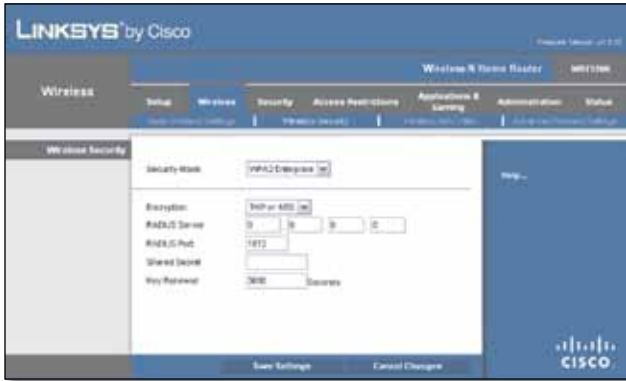 LINKSYS by Cisco
Wireless-N Home Router
Wireless
Setup Wireless Security Access Restrictions Applications & Gaming Administration Status
Wireless Security
Wireless Security
Security Mode WPA2 Enterprise
Help...
Encryption TKIP or AES
RADIUS Server 0 . 0 . 0 . 0
RADIUS Port 1812
Shared Secret
Key Renewal 3600 Seconds
Save Settings Cancel Changes
CISCO